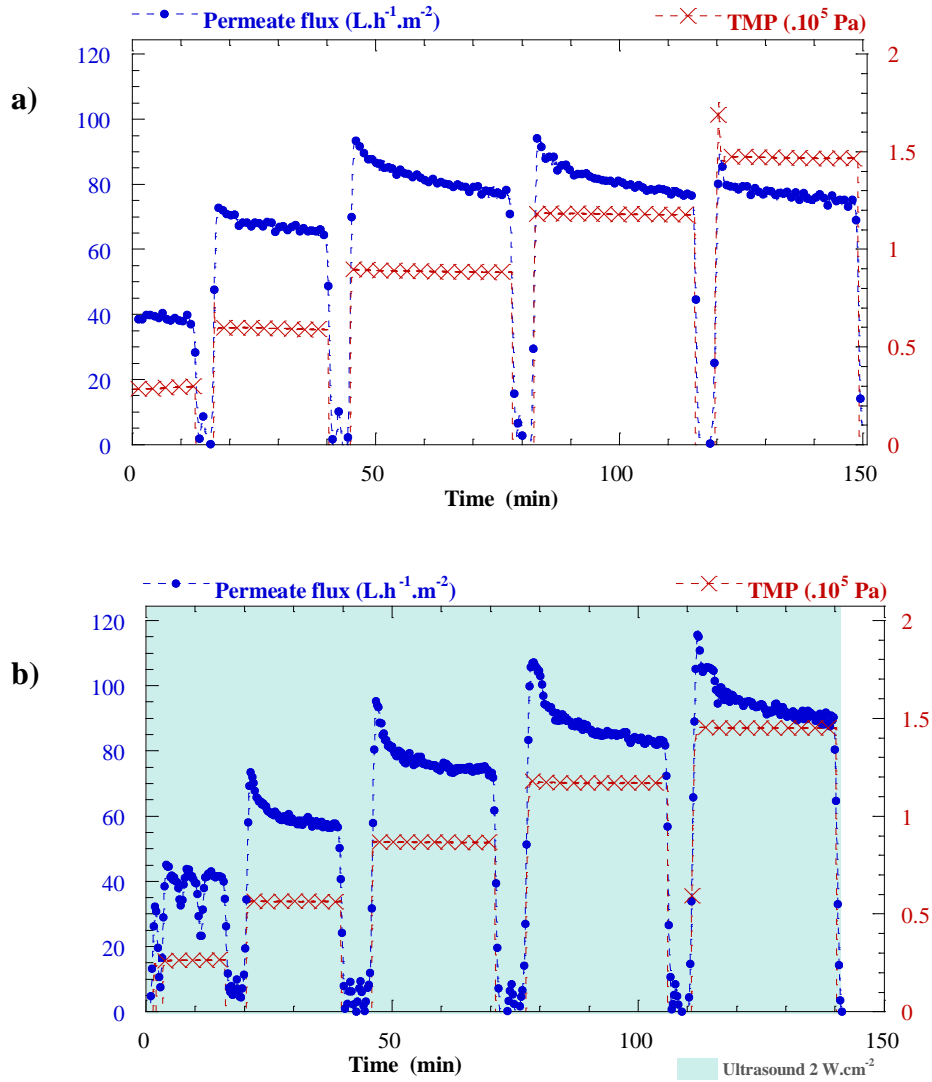 Permeate flux (L.h⁻¹.m⁻²) TMP (.10⁵ Pa)
a)
120 2
100
1.5
80
60 1
40
0.5
20
0 0
0 50 100 150
Time (min)
Permeate flux (L.h⁻¹.m⁻²) TMP (.10⁵ Pa)
b)
120 2
100
1.5
80
60 1
40
0.5
20
0 0
0 50 100 150
Time (min)
Ultrasound 2 W.cm⁻²